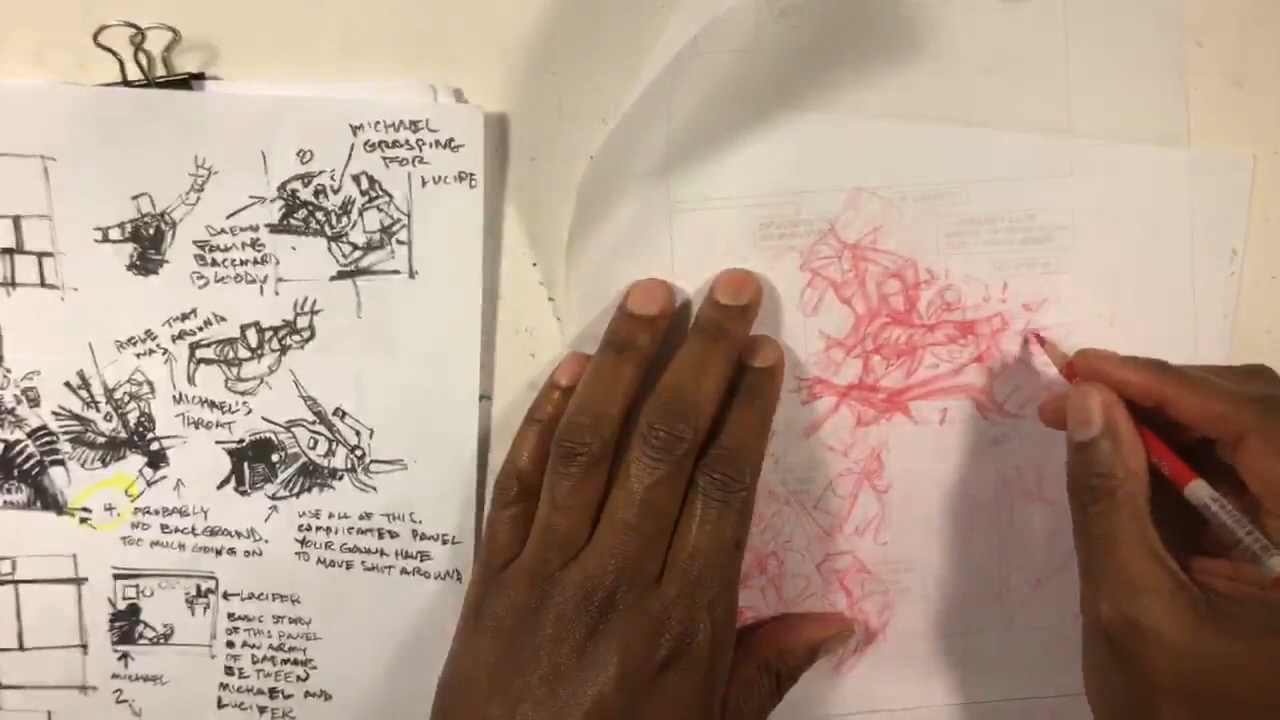 MICHAEL
GRASPING
FOR
LUCIFE
DAEMON
FALLING
BACKWARD
BLOODY
RIFLE THAT
WAS AROUND
MICHAEL'S
THROAT
4. PROBABLY
NO BACKGROUND.
TOO MUCH GOING ON
USE ALL OF THIS.
COMPLICATED PANEL
YOUR GONNA HAVE
TO MOVE SHIT AROUND
LUCIFER
BASIC STORY
OF THIS PANEL
IS AN ARMY
OF DAEMONS
BETWEEN
MICHAEL AND
LUCIFER
MICHAEL
2.